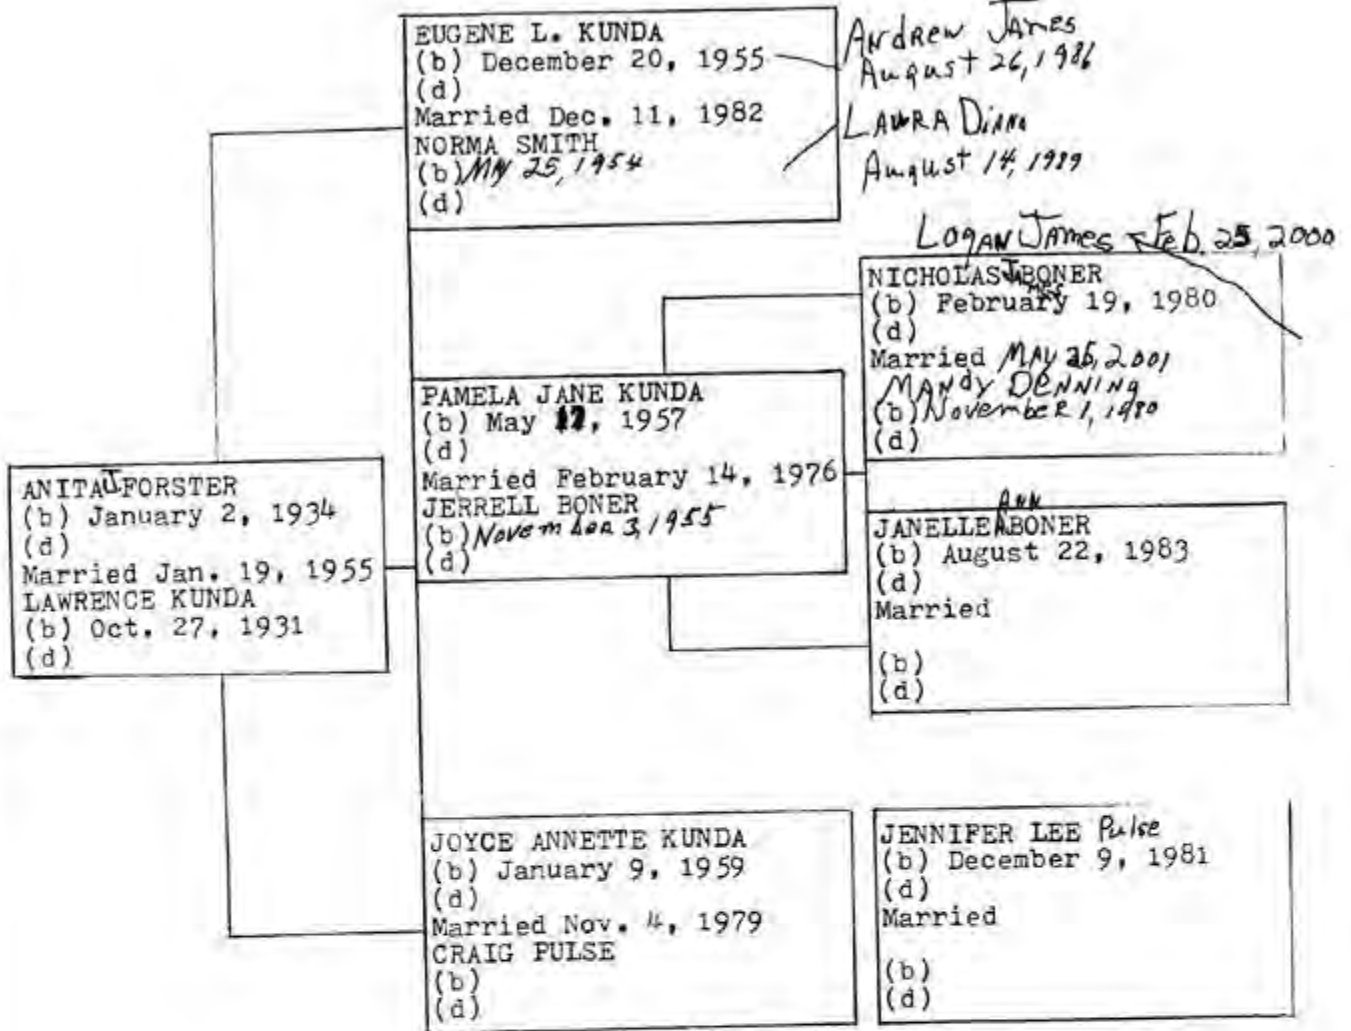 EUGENE L. KUNDA
(b) December 20, 1955
(d)
Married Dec. 11, 1982
NORMA SMITH
(b) MAY 25, 1954
(d)
Andrew James
August 26, 1986
LAURA DIANA
August 14, 1989
Logan James Feb. 25, 2000
NICHOLAS JAMES BONER
(b) February 19, 1980
(d)
Married MAY 26, 2001
MANDY DENNING
(b) November 1, 1980
(d)
PAMELA JANE KUNDA
(b) May 17, 1957
(d)
Married February 14, 1976
JERRELL BONER
(b) November 3, 1955
(d)
ANITA J FORSTER
(b) January 2, 1934
(d)
Married Jan. 19, 1955
LAWRENCE KUNDA
(b) Oct. 27, 1931
(d)
JANELLE ANN BONER
(b) August 22, 1983
(d)
Married
(b)
(d)
JOYCE ANNETTE KUNDA
(b) January 9, 1959
(d)
Married Nov. 4, 1979
CRAIG PULSE
(b)
(d)
JENNIFER LEE Pulse
(b) December 9, 1981
(d)
Married
(b)
(d)